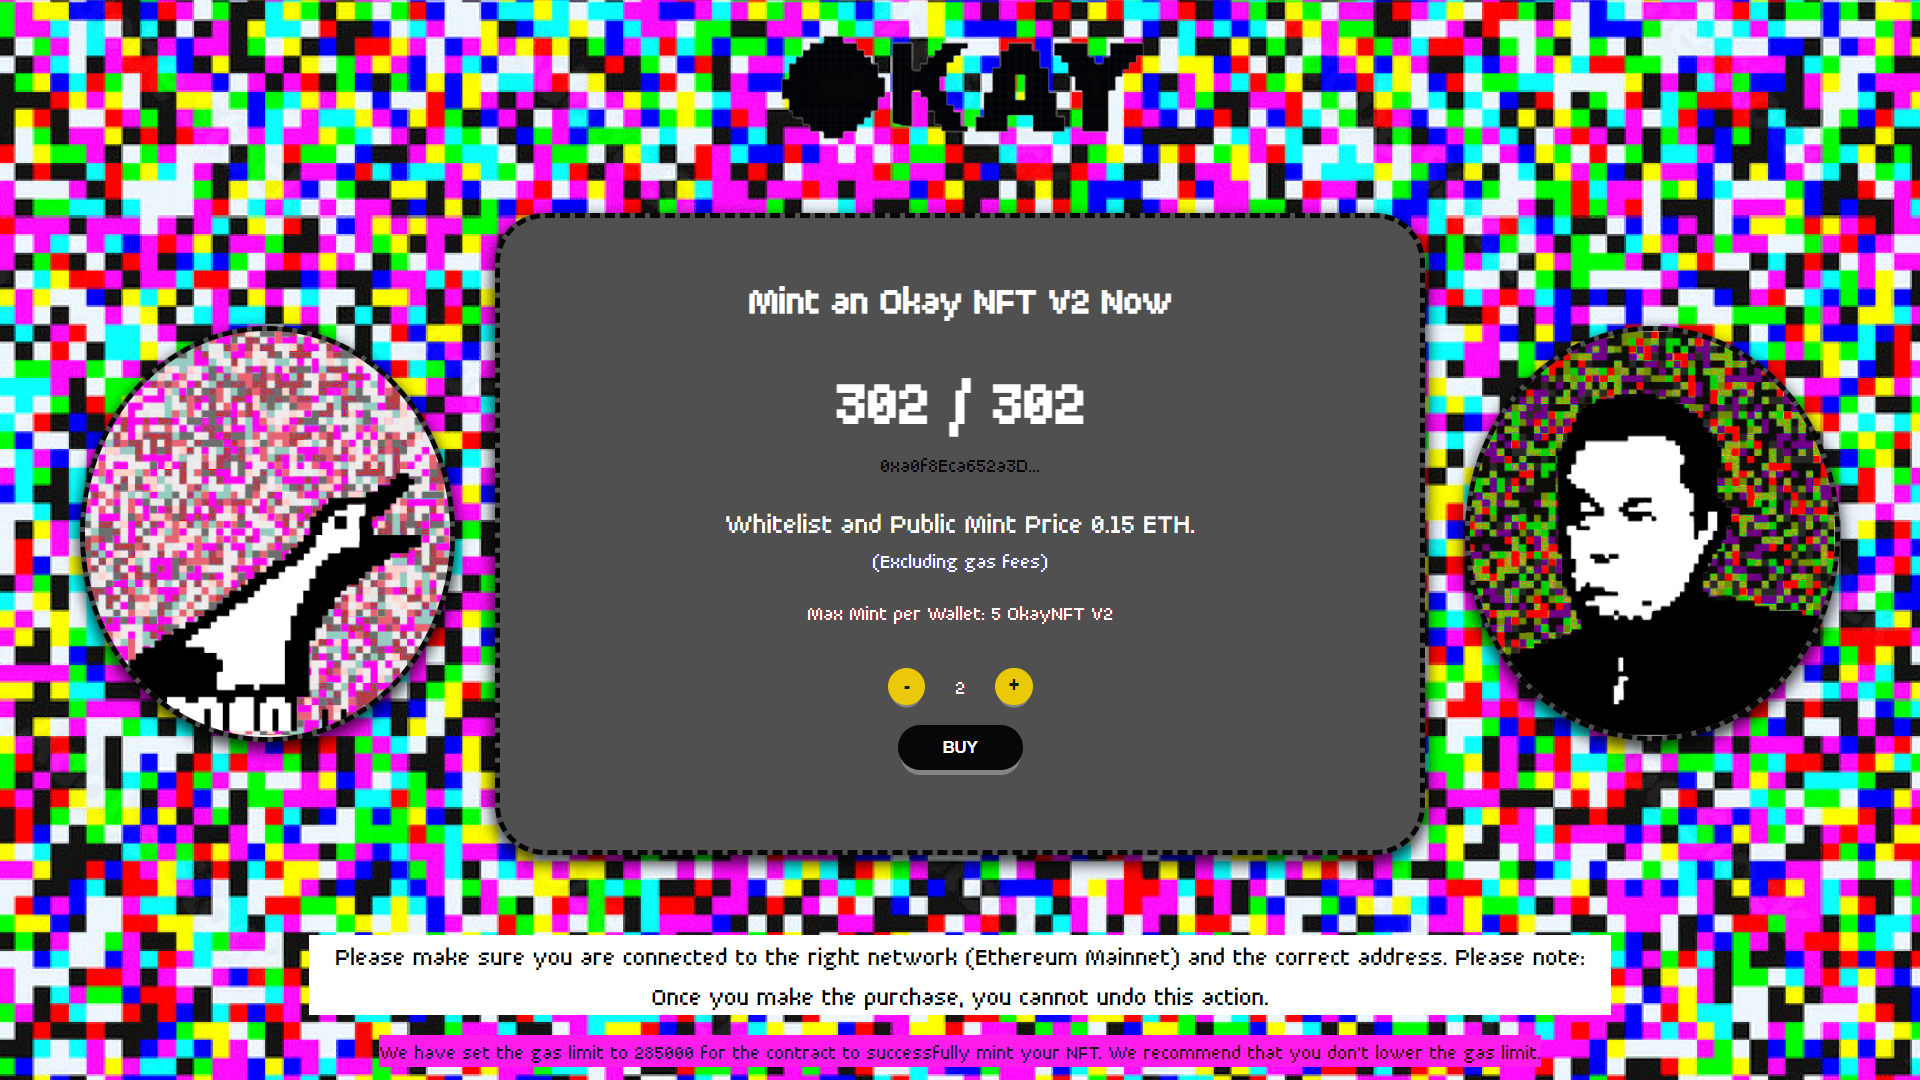 OKAY
Mint an Okay NFT V2 Now
302 / 302
0xa0f8Eca652a3D...
Whitelist and Public Mint Price 0.15 ETH.
(Excluding gas fees)
Max Mint per Wallet: 5 OkayNFT V2
- 2 +
BUY
Please make sure you are connected to the right network (Ethereum Mainnet) and the correct address. Please note:
Once you make the purchase, you cannot undo this action.
We have set the gas limit to 285000 for the contract to successfully mint your NFT. We recommend that you don't lower the gas limit.